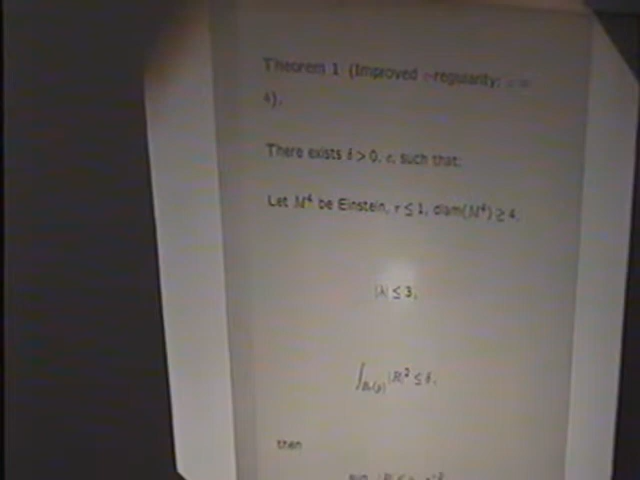 Theorem 1 (Improved ε-regularity; n =
4).
There exists δ > 0, c, such that:
Let M⁴ be Einstein, r ≤ 1, diam(M⁴) ≥ 4,
|λ| ≤ 3,
∫_{B_r(p)} |R|² ≤ δ,
then